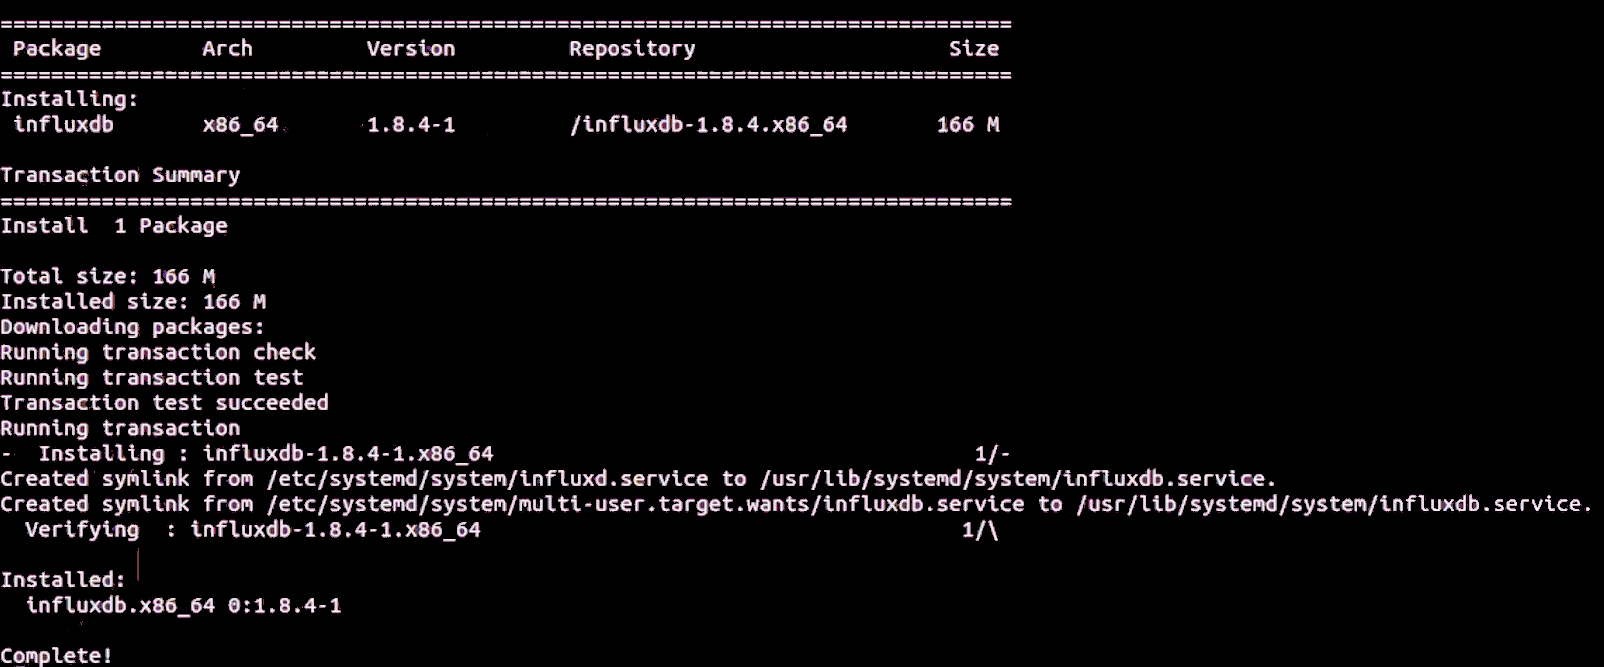 ================================================================================
 Package        Arch         Version         Repository                    Size
================================================================================
Installing:
 influxdb       x86_64       1.8.4-1         /influxdb-1.8.4.x86_64       166 M
Transaction Summary
================================================================================
Install  1 Package
Total size: 166 M
Installed size: 166 M
Downloading packages:
Running transaction check
Running transaction test
Transaction test succeeded
Running transaction
-  Installing : influxdb-1.8.4-1.x86_64                                      1/-
Created symlink from /etc/systemd/system/influxd.service to /usr/lib/systemd/system/influxdb.service.
Created symlink from /etc/systemd/system/multi-user.target.wants/influxdb.service to /usr/lib/systemd/system/influxdb.service.
  Verifying  : influxdb-1.8.4-1.x86_64                                      1/\
Installed:
  influxdb.x86_64 0:1.8.4-1
Complete!